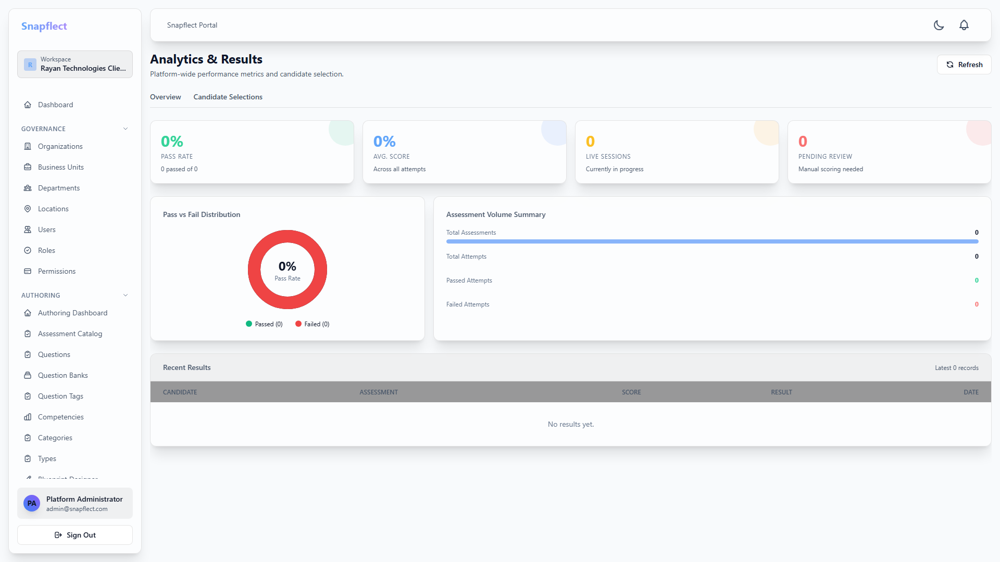 Snapflect
R
Workspace
Rayan Technologies Clie...
Dashboard
GOVERNANCE
Organizations
Business Units
Departments
Locations
Users
Roles
Permissions
AUTHORING
Authoring Dashboard
Assessment Catalog
Questions
Question Banks
Question Tags
Competencies
Categories
Types
Blueprint Designer
PA
Platform Administrator
admin@snapflect.com
Sign Out
Snapflect Portal
Analytics & Results
Platform-wide performance metrics and candidate selection.
Refresh
Overview
Candidate Selections
0%
PASS RATE
0 passed of 0
0%
AVG. SCORE
Across all attempts
0
LIVE SESSIONS
Currently in progress
0
PENDING REVIEW
Manual scoring needed
Pass vs Fail Distribution
0%
Pass Rate
Passed (0)
Failed (0)
Assessment Volume Summary
Total Assessments 0
Total Attempts 0
Passed Attempts 0
Failed Attempts 0
Recent Results
Latest 0 records
CANDIDATE ASSESSMENT SCORE RESULT DATE
No results yet.